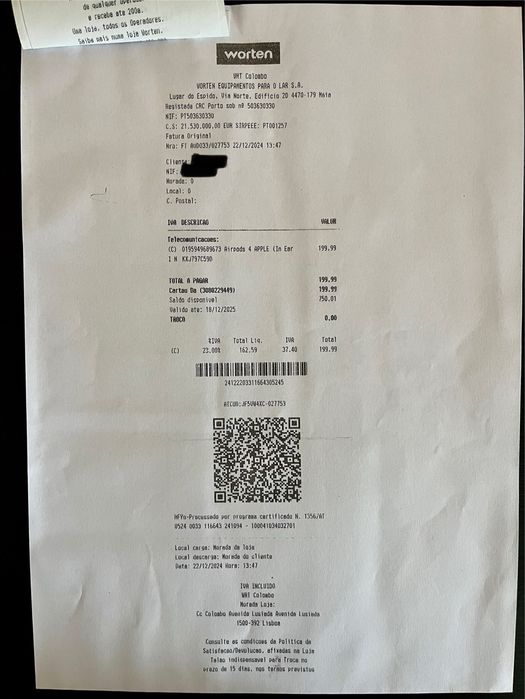 de qualquer
e recebe até 200€.
Uma loja, todos os Operadores.
Saiba mais numa loja Worten.
worten
WRT Colombo
WORTEN EQUIPAMENTOS PARA O LAR S.A.
Lugar do Espido, Via Norte, Edificio 20 4470-179 Maia
Registada CRC Porto sob nº 503630330
NIF: PT503630330
C.S: 21.530.000,00 EUR SIRPEEE: PT001257
Fatura Original
Nro: FT AUD033/027753 22/12/2024 13:47
Cliente
NIF:
Morada: 0
Local: 0
C. Postal:
IVA DESCRICAO VALOR
Telecomunicacoes:
(C) 0195949689673 Airpods 4 APPLE (In Ear 199.99
1 N KXJ797C590
TOTAL A PAGAR 199.99
Cartao Da (3080229449) 199.99
Saldo disponivel 750.01
Valido ate: 18/12/2025
TROCO 0.00
%IVA Total Liq. IVA Total
(C) 23.00% 162.59 37.40 199.99
24122203311664305245
ATCUD:JF5VW4XC-027753
HFYo-Processado por programa certificado N. 1556/AT
0524 0033 116643 241094 - 100041034032701
Local carga: Morada da loja
Local descarga: Morada do cliente
Data: 22/12/2024 Hora: 13:47
IVA INCLUIDO
WRT Colombo
Morada Loja:
Cc Colombo Avenida Lusiada Avenida Lusiada
1500-392 Lisboa
Consulte as condicoes da Politica de
Satisfacao/Devolucao, afixadas na Loja
Talao indispensavel para Troca no
prazo de 15 dias, nos termos previstos